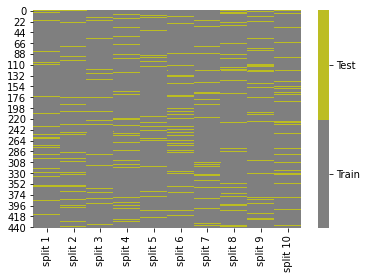 0
22
44
66
88
110
132
154
176
198
220
242
264
286
308
330
352
374
396
418
440
split 1
split 2
split 3
split 4
split 5
split 6
split 7
split 8
split 9
split 10
Test
Train